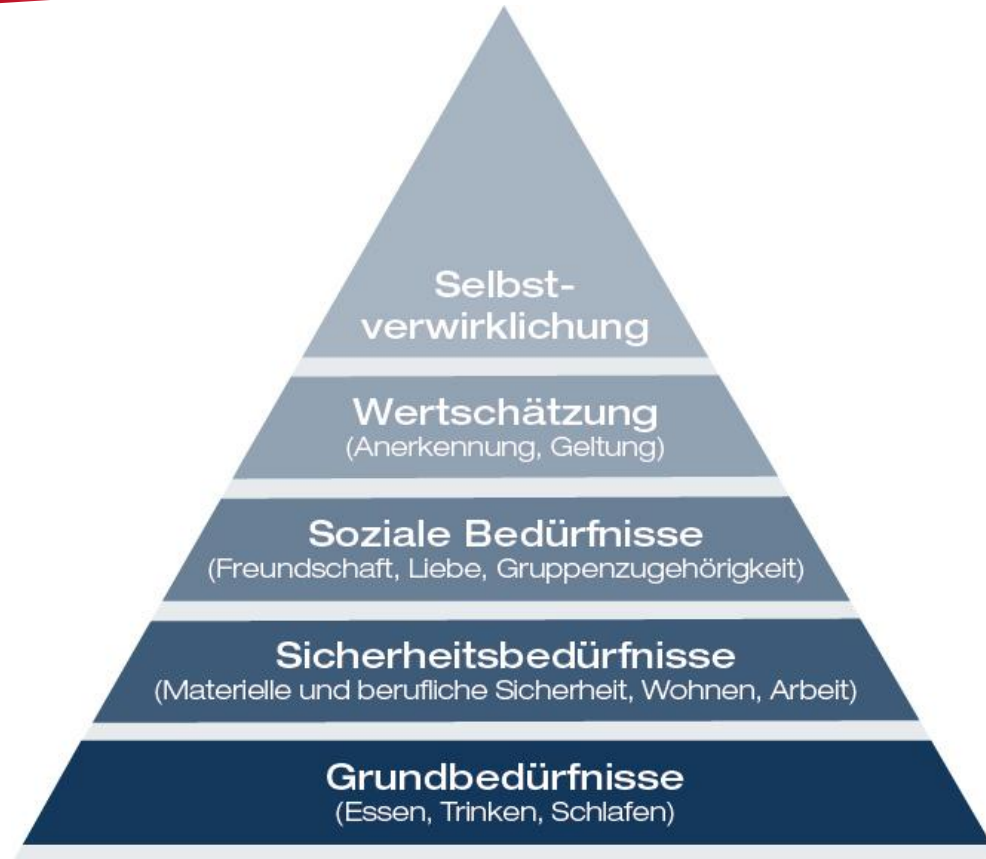 Selbst-
verwirklichung
Wertschätzung
(Anerkennung, Geltung)
Soziale Bedürfnisse
(Freundschaft, Liebe, Gruppenzugehörigkeit)
Sicherheitsbedürfnisse
(Materielle und berufliche Sicherheit, Wohnen, Arbeit)
Grundbedürfnisse
(Essen, Trinken, Schlafen)